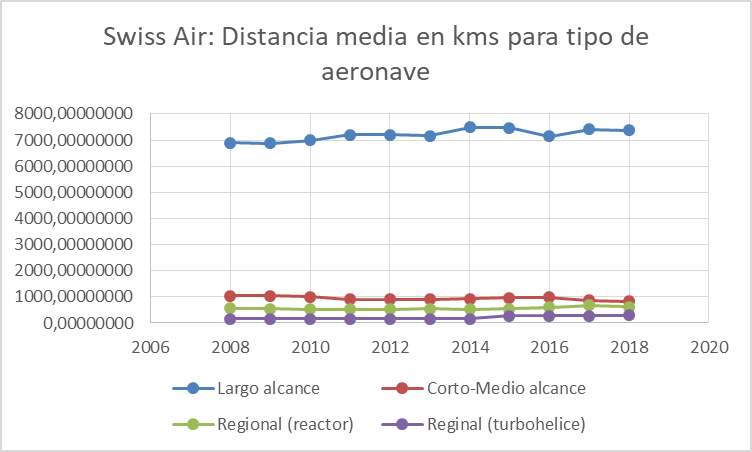 Swiss Air: Distancia media en kms para tipo de
aeronave
8000,00000000
7000,00000000
6000,00000000
5000,00000000
4000,00000000
3000,00000000
2000,00000000
1000,00000000
0,00000000
2006 2008 2010 2012 2014 2016 2018 2020
Largo alcance Corto-Medio alcance
Regional (reactor) Reginal (turbohelice)